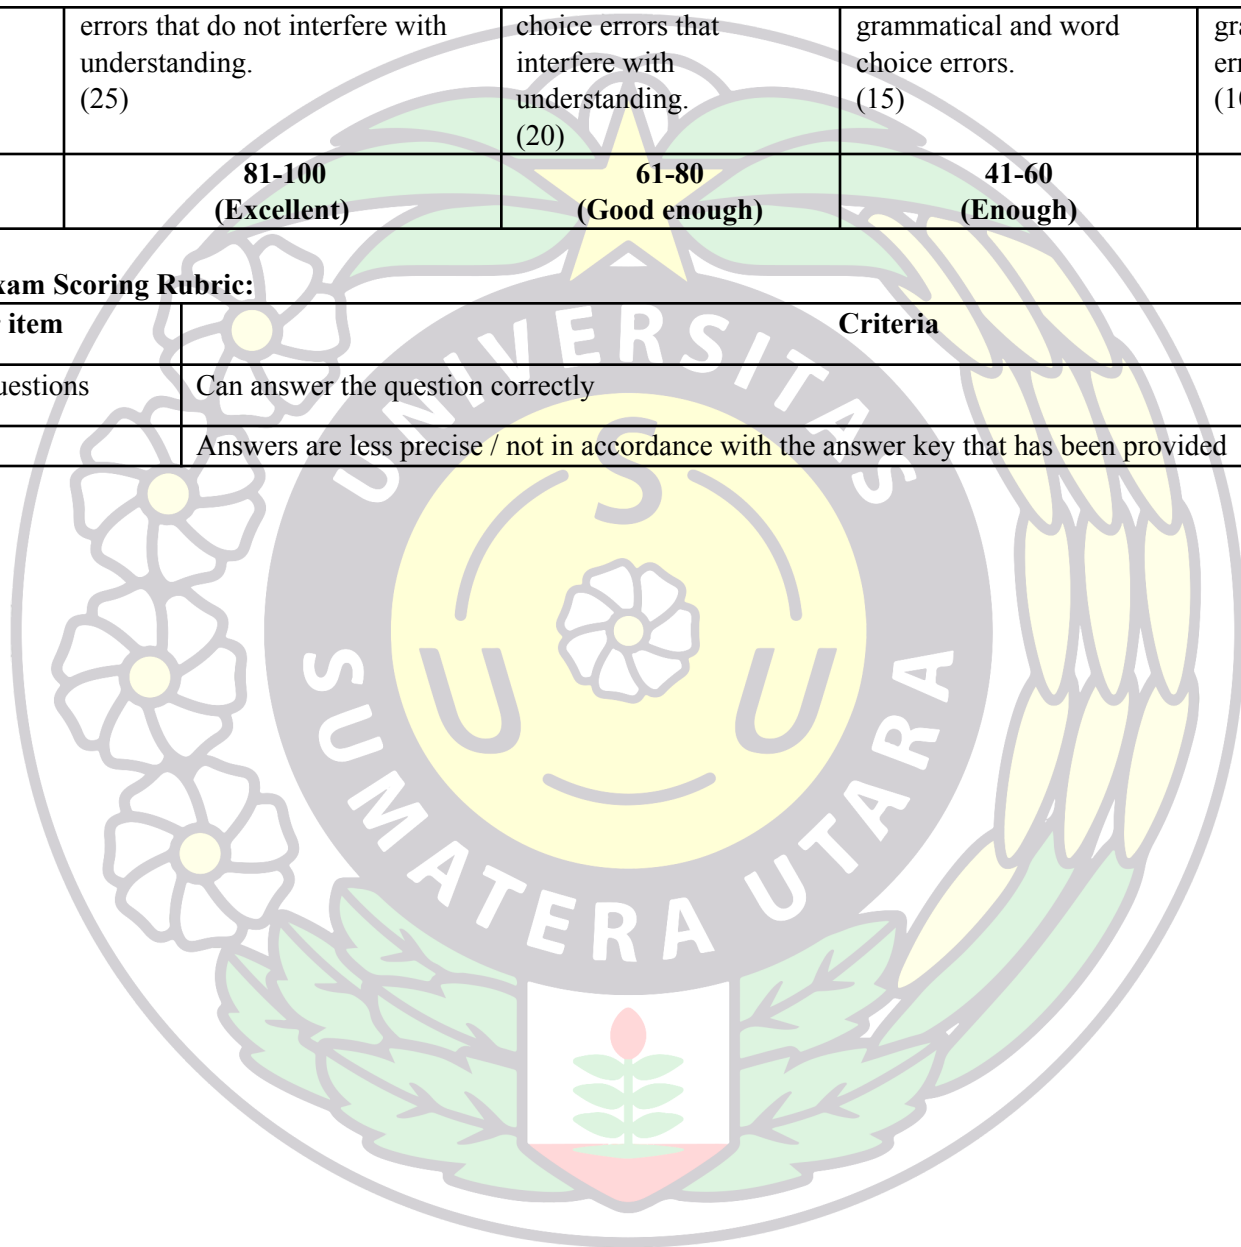 errors that do not interfere with
understanding.
(25)
choice errors that
interfere with
understanding.
(20)
grammatical and word
choice errors.
(15)
81-100
(Excellent)
61-80
(Good enough)
41-60
(Enough)
Scoring Rubric:
item
Criteria
Can answer the question correctly
Answers are less precise / not in accordance with the answer key that has been provided
UNIVERSITAS
SUMATERA UTARA
S
U U